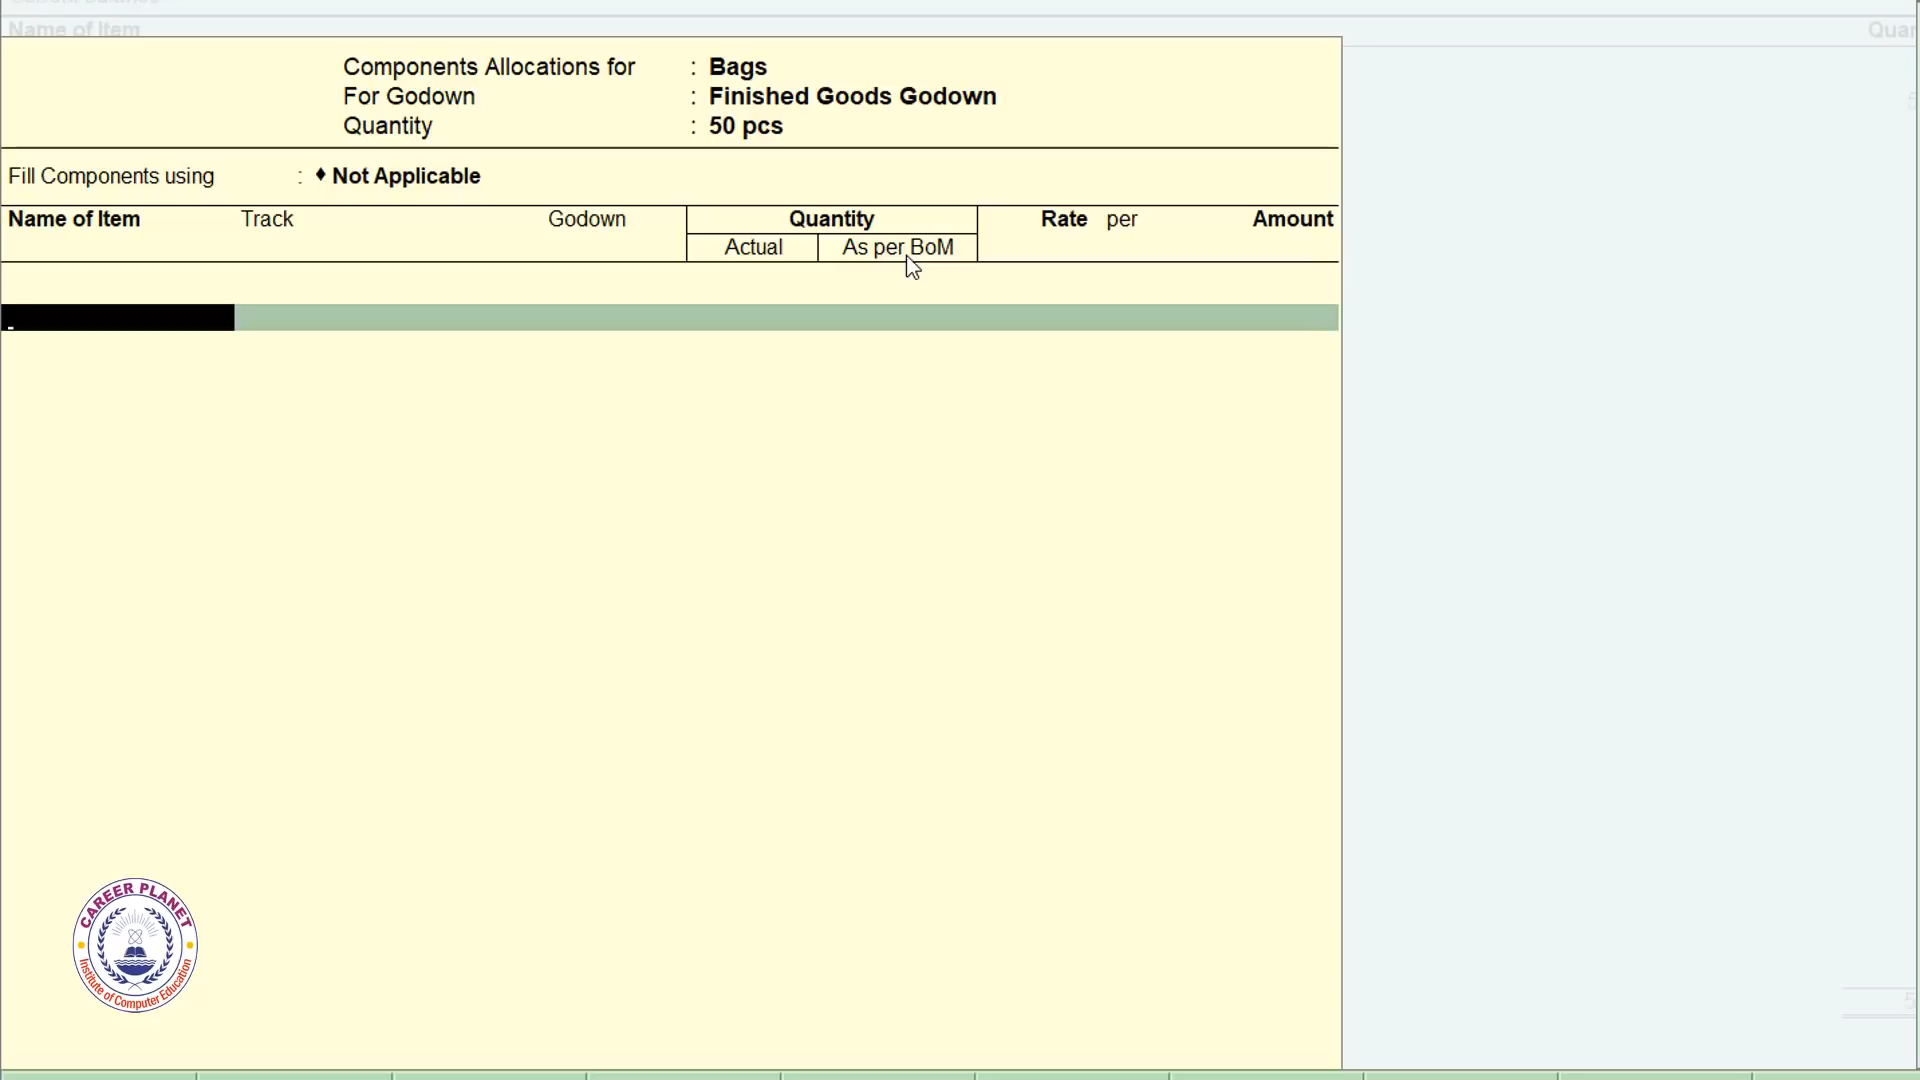 Name of Item Quan
Components Allocations for : Bags
For Godown : Finished Goods Godown
Quantity : 50 pcs
Fill Components using : ♦ Not Applicable
Name of Item Track Godown Quantity Rate per Amount
Actual As per BoM
CAREER PLANET
Institute of Computer Education